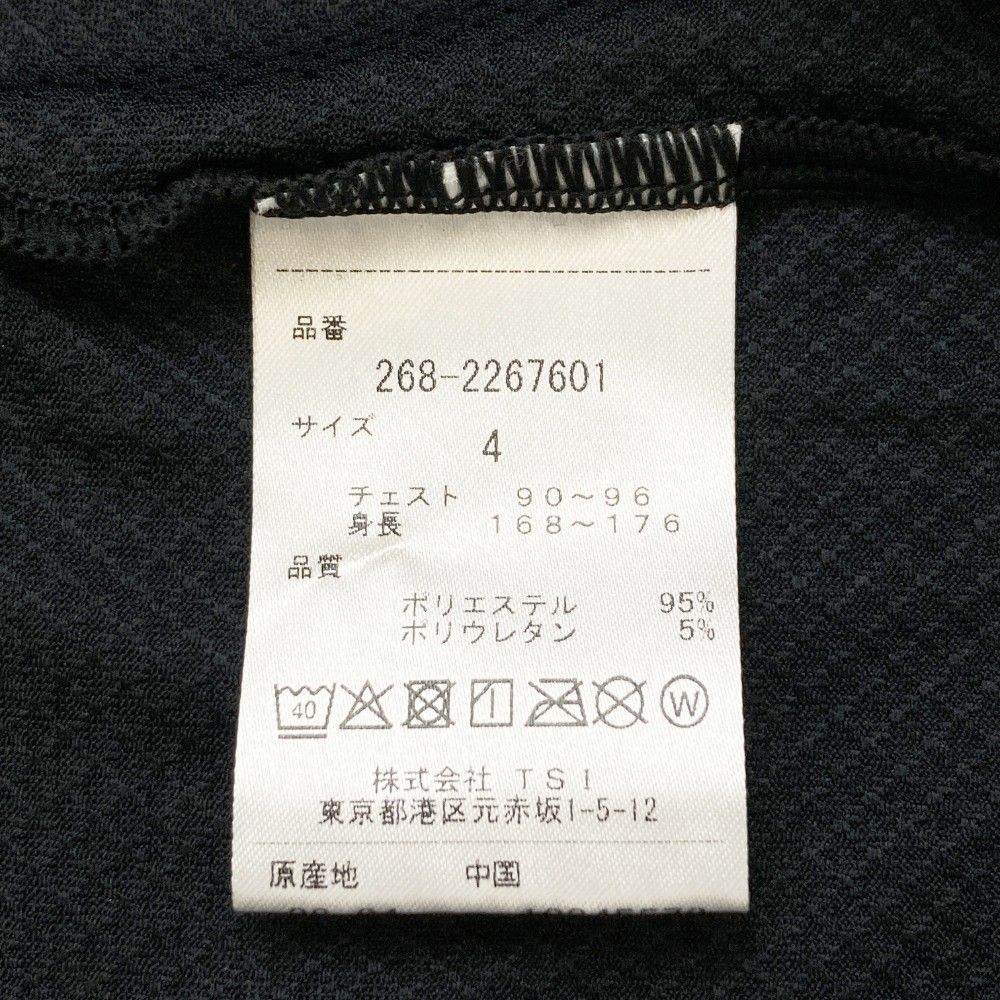 品番
268-2267601
サイズ
4
チェスト 90～96
身長 168～176
品質
ポリエステル 95%
ポリウレタン 5%
40 W
株式会社 TSI
東京都港区元赤坂1-5-12
原産地 中国